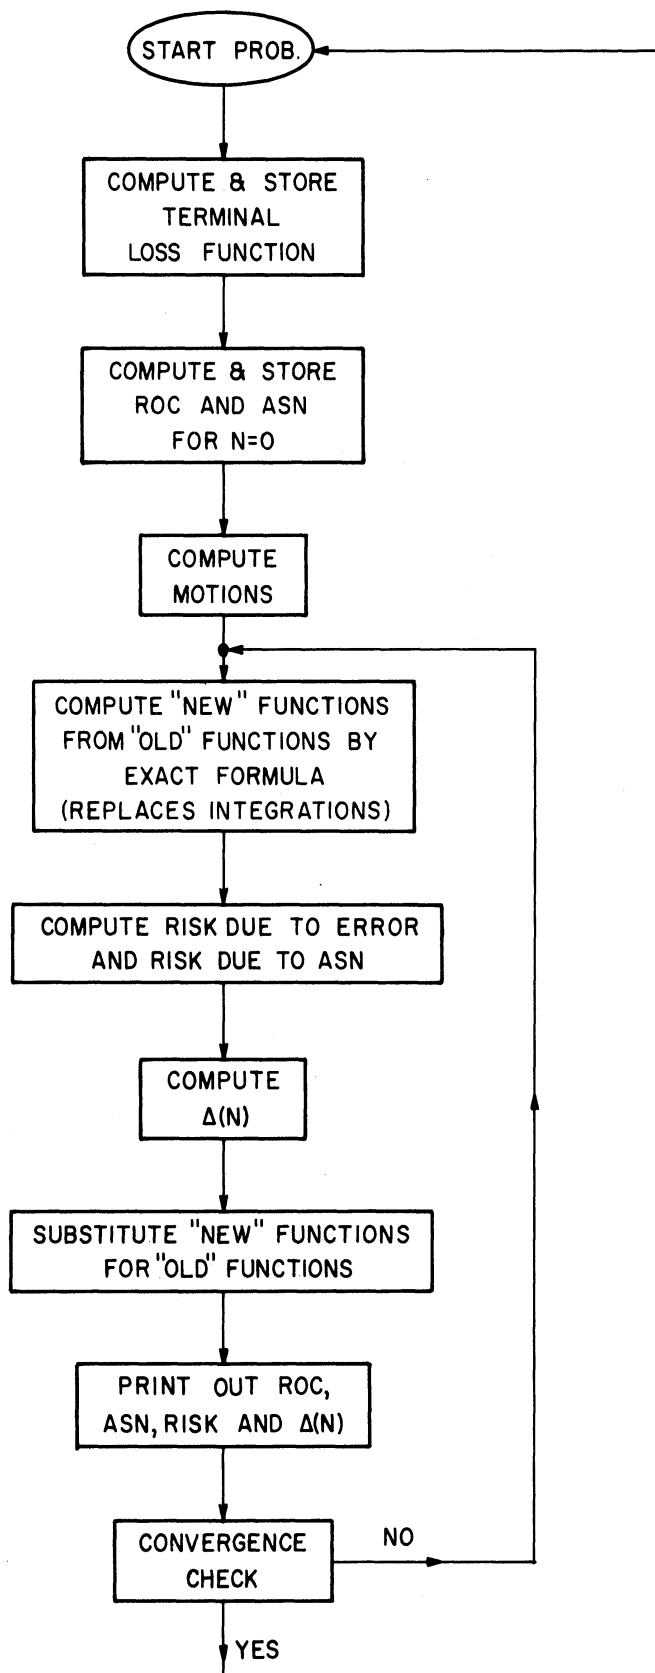 START PROB.
COMPUTE & STORE
TERMINAL
LOSS FUNCTION
COMPUTE & STORE
ROC AND ASN
FOR N=0
COMPUTE
MOTIONS
COMPUTE "NEW" FUNCTIONS
FROM "OLD" FUNCTIONS BY
EXACT FORMULA
(REPLACES INTEGRATIONS)
COMPUTE RISK DUE TO ERROR
AND RISK DUE TO ASN
COMPUTE
Δ(N)
SUBSTITUTE "NEW" FUNCTIONS
FOR "OLD" FUNCTIONS
PRINT OUT ROC,
ASN, RISK AND Δ(N)
CONVERGENCE
CHECK
NO
YES